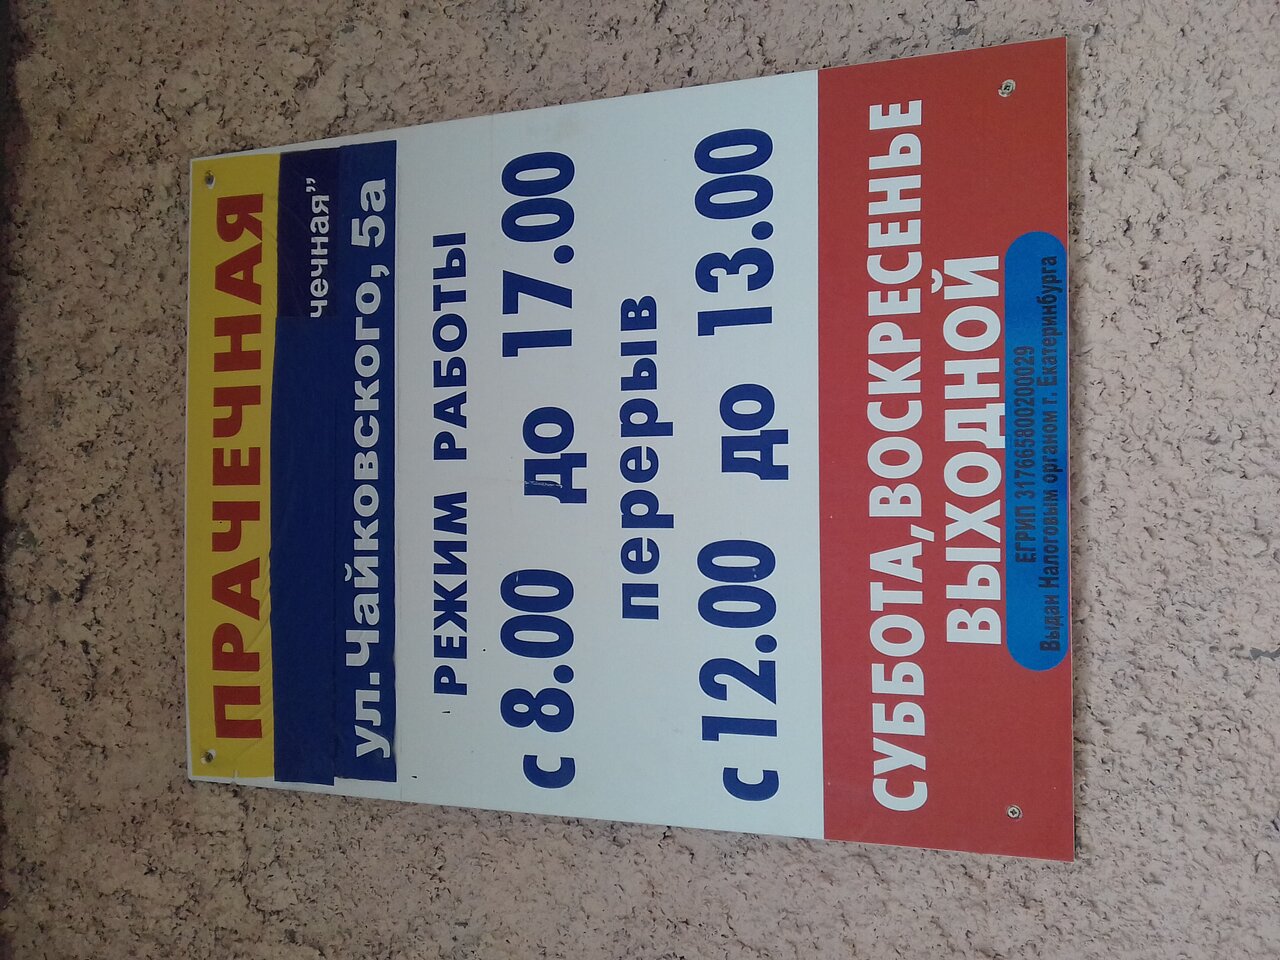 ПРАЧЕЧНАЯ
чечная”
ул.Чайковского, 5а
РЕЖИМ РАБОТЫ
с 8.00 до 17.00
перерыв
с 12.00 до 13.00
СУББОТА,ВОСКРЕСЕНЬЕ
ВЫХОДНОЙ
ЕГРИП 317665800200029
Выдан Налоговым органом г. Екатеринбурга